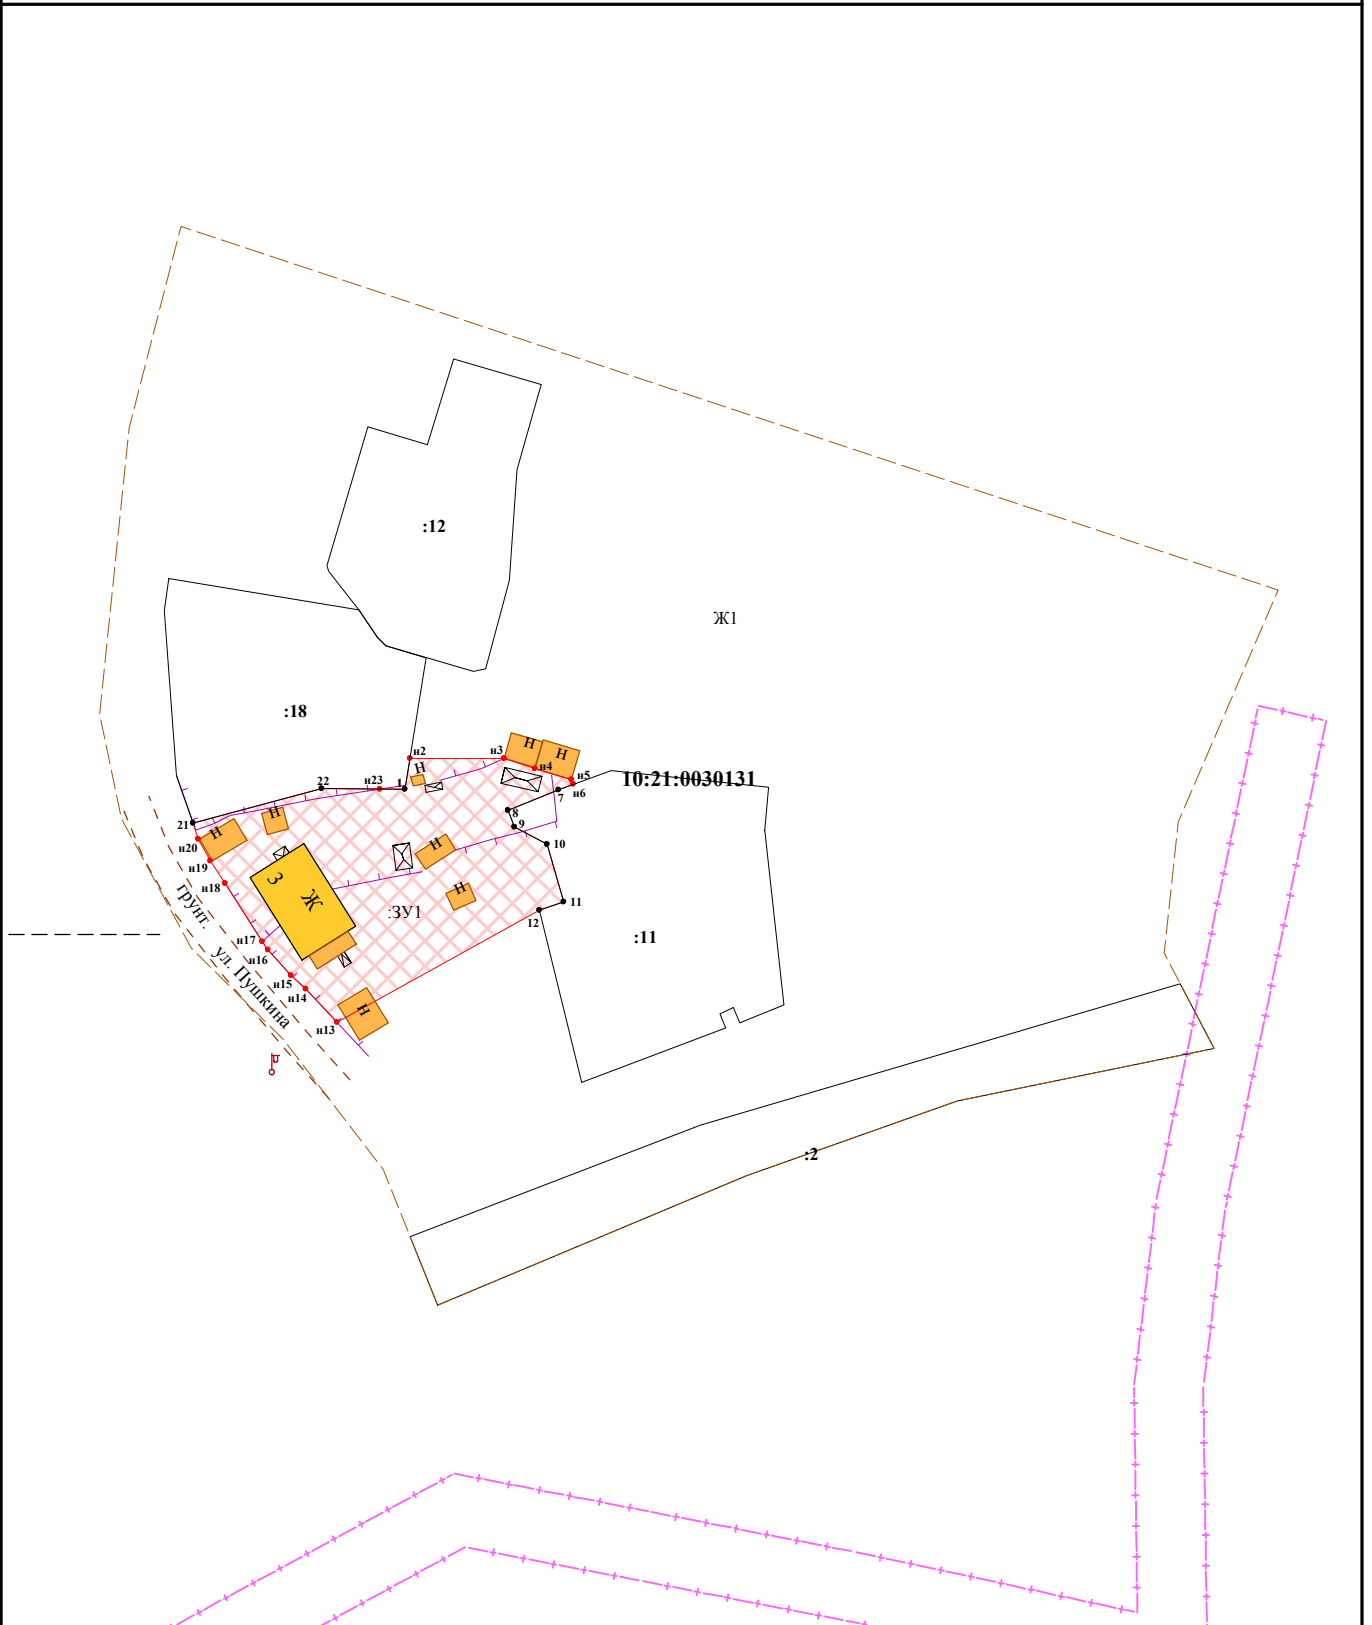 :12
Ж1
:18
н2
н3
Н
Н
н4
н5
н6
10:21:0030131
Н
22
н23
1
7
8
9
21
н20
Н
Н
н19
н18
10
Н
З
Ж
Н
:ЗУ1
11
12
:11
грунт.
н17
н16
ул. Пушкина
н15
н14
н13
Н
:2